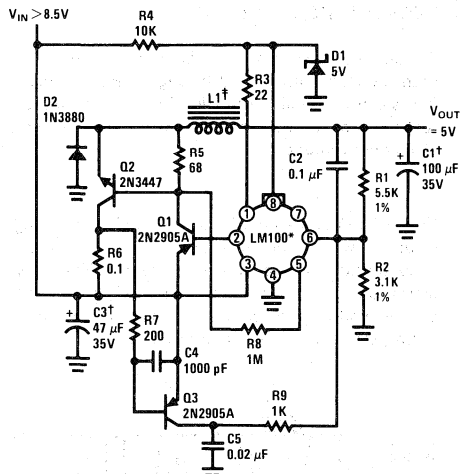 VIN > 8.5V
R4
10K
D1
5V
R3
22
L1‡
D2
1N3880
VOUT
= 5V
R5
68
Q2
2N3447
C2
0.1 μF
R1
5.5K
1%
C1†
100 μF
35V
+
Q1
2N2905A
1
8
7
2
LM100*
6
3
4
5
R6
0.1
R2
3.1K
1%
+
C3†
47 μF
35V
R7
200
R8
1M
C4
1000 pF
Q3
2N2905A
R9
1K
C5
0.02 μF